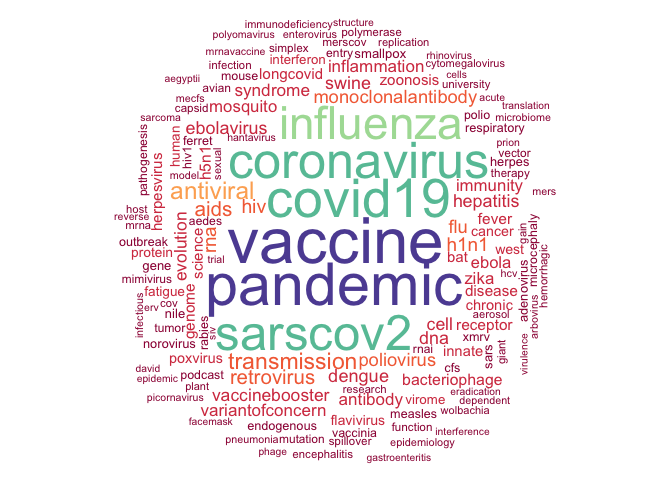 immunodeficiency structure
polyomavirus enterovirus polymerase
mrnavaccine simplex merscov replication
interferon entry smallpox rhinovirus
infection longcovid inflammation cytomegalovirus
aegyptii avian mouse syndrome swine zoonosis cells university
mecfs capsid mosquito monoclonalantibody acute
sarcoma ebolavirus hantavirus influenza polio translation
pathogenesis human hiv1 ferret respiratory microbiome
herpesvirus h5n1 sexual coronavirus prion vector herpes
model antiviral covid19 immunity therapy
host aids hiv hepatitis mers
reverse mrna aedes rna vaccine flu fever
outbreak evolution science trial h1n1 cancer gain
protein bat west microcephaly
gene pandemic ebola hcv adenovirus hemorrhagic
mimivirus zika
fatigue genome disease arbovirus
infectious erv cov nile siv chronic aerosol
tumor rabies sarscov2 cell receptor
norovirus dna xmrv sars giant
poxvirus transmission poliovirus rnai innate virulence
david podcast retrovirus dengue cfs
epidemic plant research bacteriophage eradication
picornavirus vaccinebooster antibody virome dependent
variantofconcern measles wolbachia
facemask endogenous flavivirus function interference
pneumonia mutation vaccinia epidemiology
spillover
phage encephalitis gastroenteritis